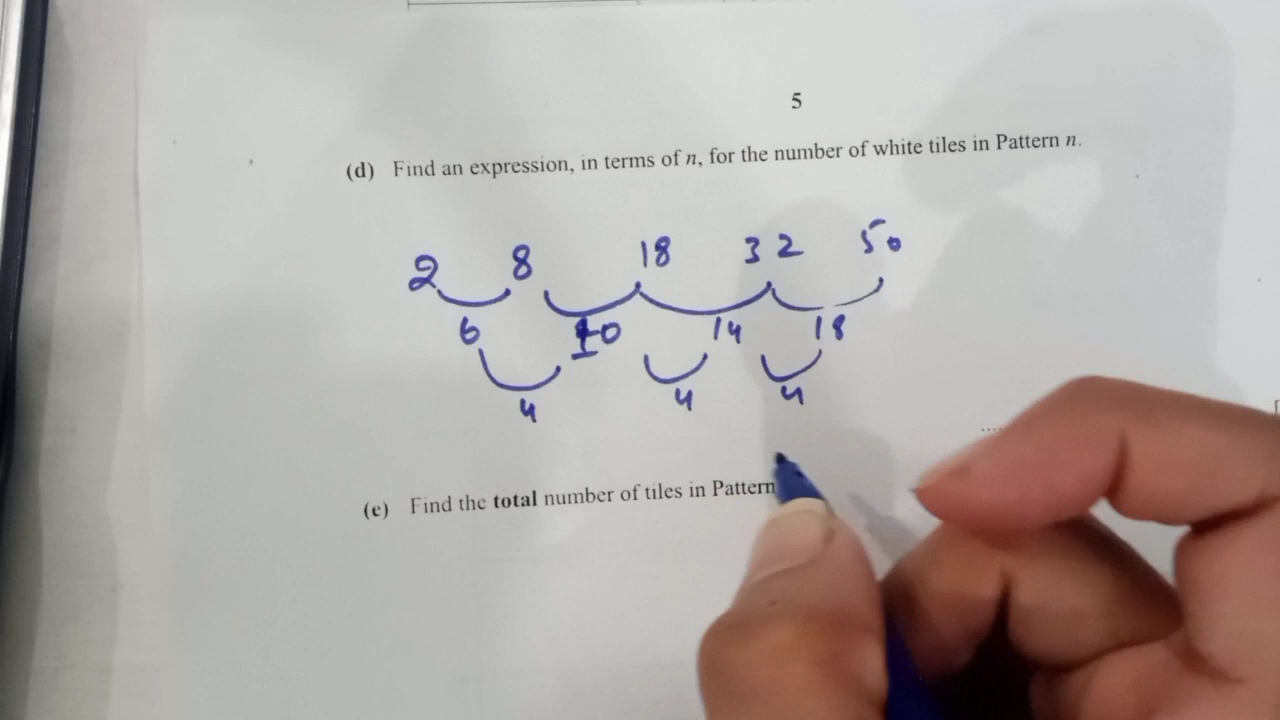 5
(d) Find an expression, in terms of n, for the number of white tiles in Pattern n.
2 8 18 32 50
6 10 14 18
4 4 4
(e) Find the total number of tiles in Pattern